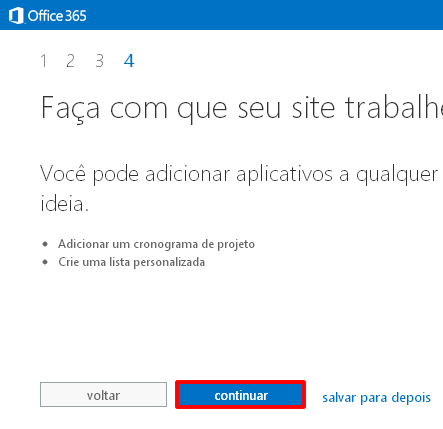 Office 365
1 2 3 4
Faça com que seu site trabalhe
Você pode adicionar aplicativos a qualquer
ideia.
• Adicionar um cronograma de projeto
• Crie uma lista personalizada
voltar continuar salvar para depois